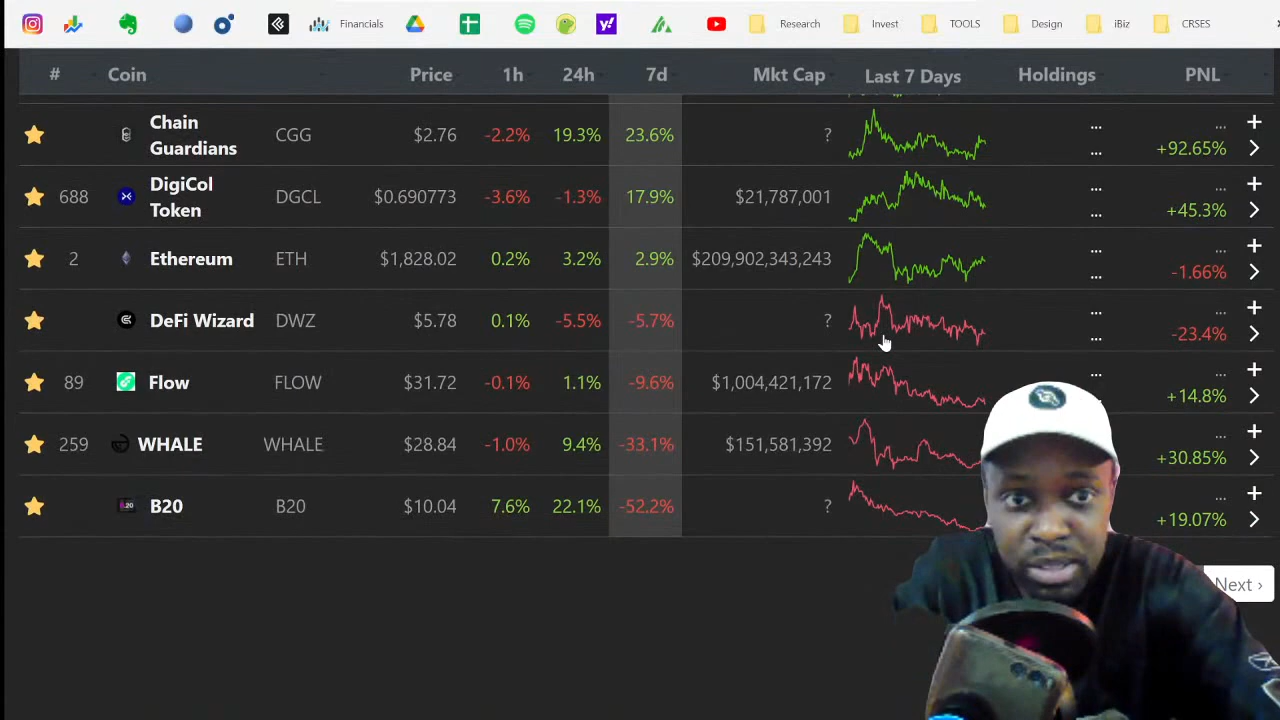 Financials Research Invest TOOLS Design iBiz CRSES
# Coin Price 1h 24h 7d Mkt Cap Last 7 Days Holdings PNL
Chain Guardians CGG $2.76 -2.2% 19.3% 23.6% ? ... ... ... +92.65%
688 DigiCol Token DGCL $0.690773 -3.6% -1.3% 17.9% $21,787,001 ... ... ... +45.3%
2 Ethereum ETH $1,828.02 0.2% 3.2% 2.9% $209,902,343,243 ... ... ... -1.66%
DeFi Wizard DWZ $5.78 0.1% -5.5% -5.7% ? ... ... ... -23.4%
89 Flow FLOW $31.72 -0.1% 1.1% -9.6% $1,004,421,172 ... ... +14.8%
259 WHALE WHALE $28.84 -1.0% 9.4% -33.1% $151,581,392 ... +30.85%
B20 B20 $10.04 7.6% 22.1% -52.2% ? ... +19.07%
Next ›